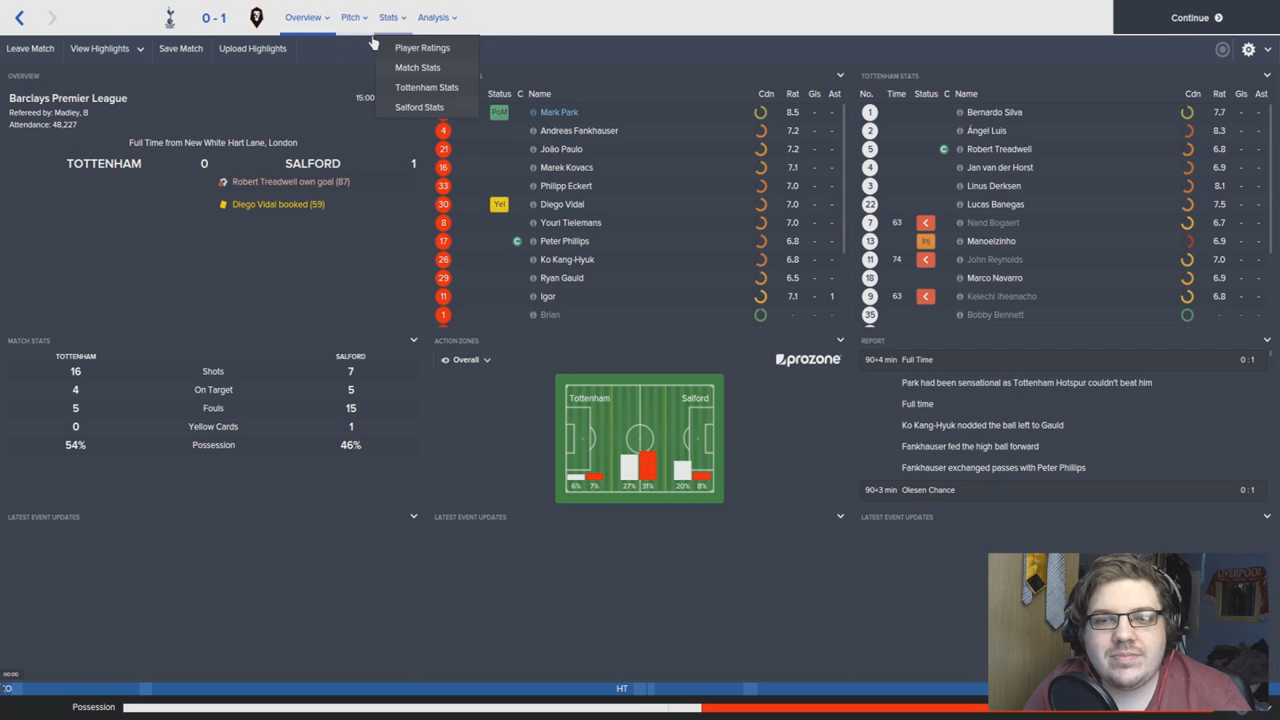 0 - 1
Overview
Pitch
Stats
Analysis
Continue
Leave Match
View Highlights
Save Match
Upload Highlights
Player Ratings
Match Stats
Tottenham Stats
Salford Stats
OVERVIEW
Barclays Premier League
15:00
Refereed by: Madley, B
Attendance: 48,227
Full Time from New White Hart Lane, London
TOTTENHAM 0 SALFORD 1
Robert Treadwell own goal (87)
Diego Vidal booked (59)
Status C Name Cdn Rat Gls Ast
PoM Mark Park 8.5 - -
4 Andreas Fankhauser 7.2 - -
21 João Paulo 7.2 - -
16 Marek Kovacs 7.1 - -
33 Philipp Eckert 7.0 - -
30 Yel Diego Vidal 7.0 - -
8 Youri Tielemans 7.0 - -
17 C Peter Phillips 6.8 - -
26 Ko Kang-Hyuk 6.8 - -
29 Ryan Gauld 6.5 - -
11 Igor 7.1 - 1
1 Brian - - -
TOTTENHAM STATS
No. Time Status C Name Cdn Rat Gls Ast
1 Bernardo Silva 7.7 - -
2 Ángel Luis 8.3 - -
5 C Robert Treadwell 6.8 - -
4 Jan van der Horst 6.9 - -
3 Linus Derksen 8.1 - -
22 Lucas Banegas 7.5 - -
7 63 Nand Bogaert 6.7 - -
13 Inj Manoelzinho 6.9 - -
11 74 John Reynolds 7.0 - -
18 Marco Navarro 6.9 - -
9 63 Kelechi Iheanacho 6.8 - -
35 Bobby Bennett - - -
MATCH STATS
TOTTENHAM SALFORD
16 Shots 7
4 On Target 5
5 Fouls 15
0 Yellow Cards 1
54% Possession 46%
ACTION ZONES
Overall
prozone
Tottenham Salford
6% 7% 27% 31% 20% 8%
REPORT
90+4 min Full Time 0 : 1
Park had been sensational as Tottenham Hotspur couldn't beat him
Full time
Ko Kang-Hyuk nodded the ball left to Gauld
Fankhauser fed the high ball forward
Fankhauser exchanged passes with Peter Phillips
90+3 min Olesen Chance 0 : 1
LATEST EVENT UPDATES
LATEST EVENT UPDATES
LATEST EVENT UPDATES
LIVERPOOL
00:00
HT
Possession